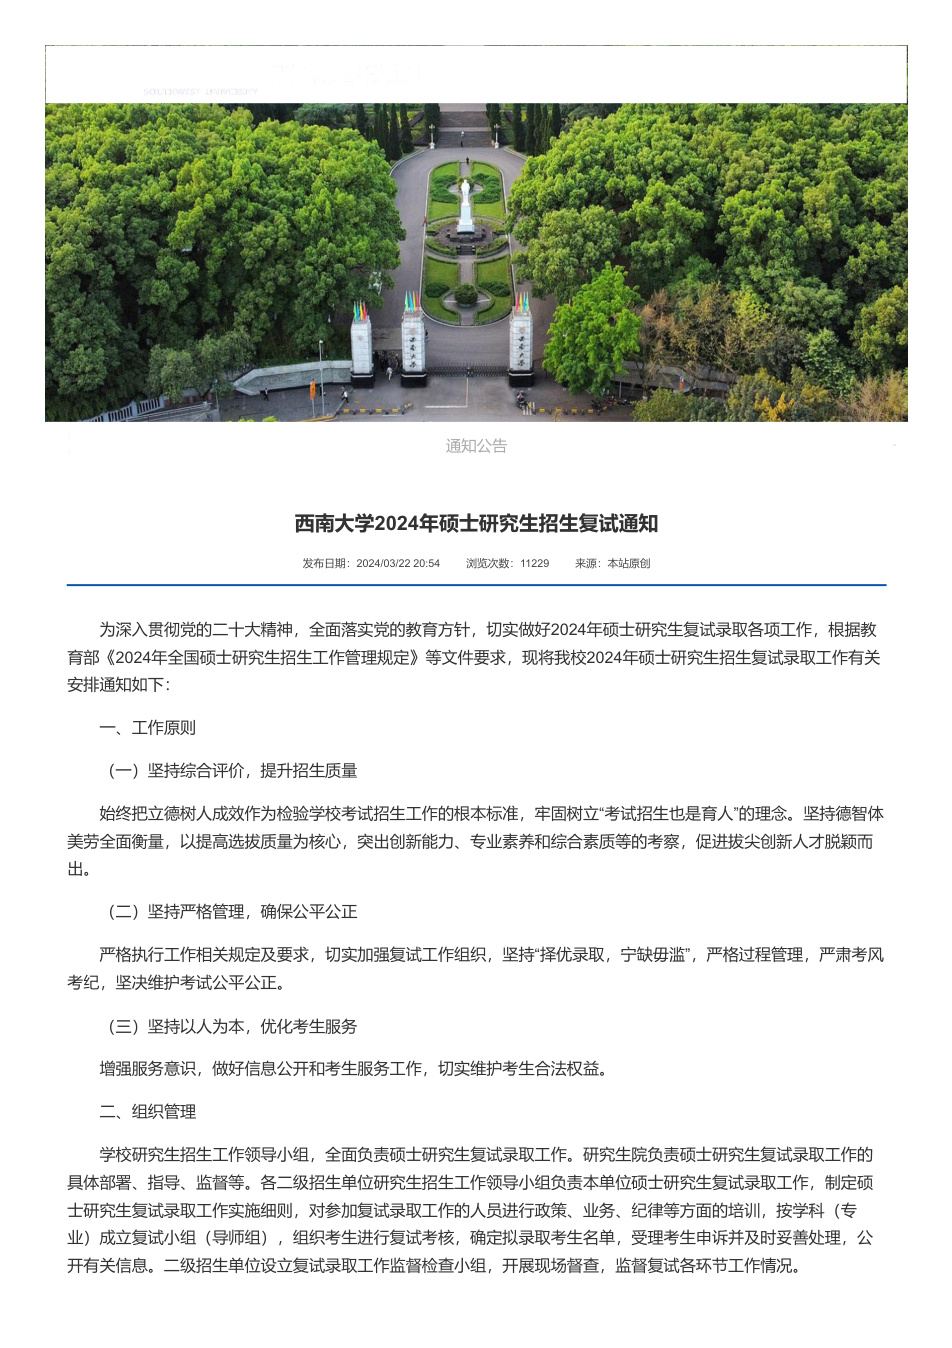 SOUTHWEST UNIVERSITY
通知公告
西南大学2024年硕士研究生招生复试通知
发布日期：2024/03/22 20:54 浏览次数：11229 来源：本站原创
为深入贯彻党的二十大精神，全面落实党的教育方针，切实做好2024年硕士研究生复试录取各项工作，根据教
育部《2024年全国硕士研究生招生工作管理规定》等文件要求，现将我校2024年硕士研究生招生复试录取工作有关
安排通知如下：
一、工作原则
（一）坚持综合评价，提升招生质量
始终把立德树人成效作为检验学校考试招生工作的根本标准，牢固树立“考试招生也是育人”的理念。坚持德智体
美劳全面衡量，以提高选拔质量为核心，突出创新能力、专业素养和综合素质等的考察，促进拔尖创新人才脱颖而
出。
（二）坚持严格管理，确保公平公正
严格执行工作相关规定及要求，切实加强复试工作组织，坚持“择优录取，宁缺毋滥”，严格过程管理，严肃考风
考纪，坚决维护考试公平公正。
（三）坚持以人为本，优化考生服务
增强服务意识，做好信息公开和考生服务工作，切实维护考生合法权益。
二、组织管理
学校研究生招生工作领导小组，全面负责硕士研究生复试录取工作。研究生院负责硕士研究生复试录取工作的
具体部署、指导、监督等。各二级招生单位研究生招生工作领导小组负责本单位硕士研究生复试录取工作，制定硕
士研究生复试录取工作实施细则，对参加复试录取工作的人员进行政策、业务、纪律等方面的培训，按学科（专
业）成立复试小组（导师组），组织考生进行复试考核，确定拟录取考生名单，受理考生申诉并及时妥善处理，公
开有关信息。二级招生单位设立复试录取工作监督检查小组，开展现场督查，监督复试各环节工作情况。